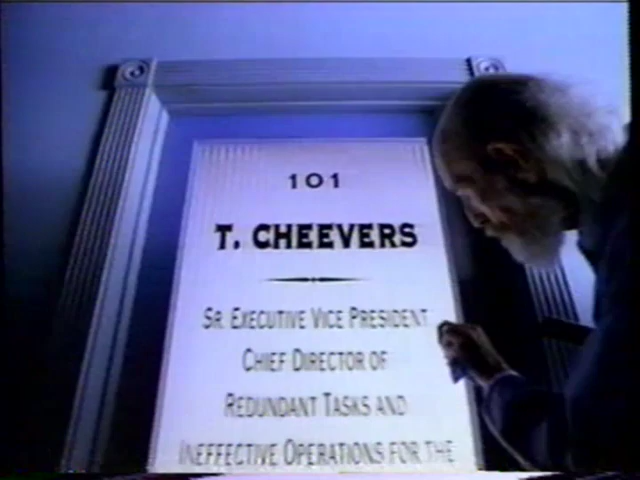 101
T. CHEEVERS
SR. EXECUTIVE VICE PRESIDENT
CHIEF DIRECTOR OF
REDUNDANT TASKS AND
INEFFECTIVE OPERATIONS FOR THE